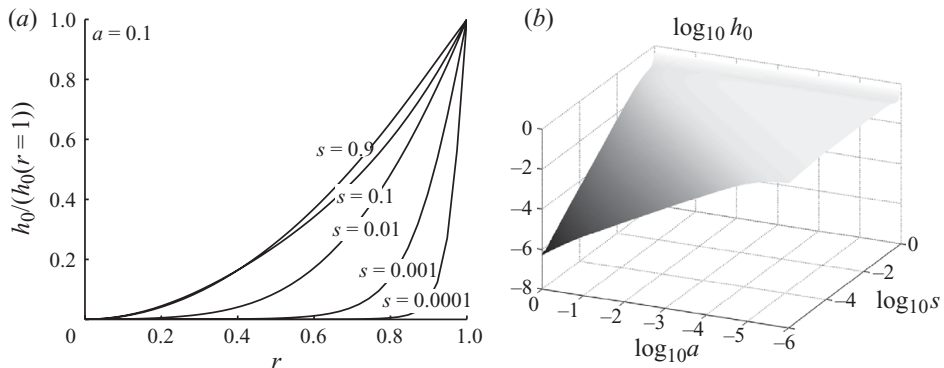 (a)
a = 0.1
1.0
0.8
0.6
0.4
0.2
h₀/(h₀(r = 1))
s = 0.9
s = 0.1
s = 0.01
s = 0.001
s = 0.0001
0
0.2
0.4
0.6
0.8
1.0
r
(b)
log₁₀ h₀
0
−2
−4
−6
−8
0
−1
−2
−3
−4
−5
−6
log₁₀a
0
−2
−4
log₁₀s